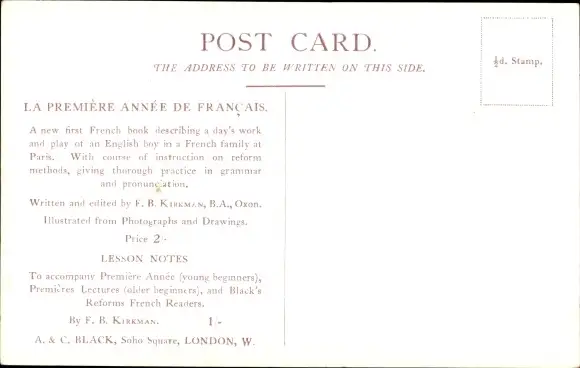 POST CARD.
THE ADDRESS TO BE WRITTEN ON THIS SIDE.
½d. Stamp.
LA PREMIÈRE ANNÉE DE FRANÇAIS.
A new first French book describing a day's work
and play of an English boy in a French family at
Paris. With course of instruction on reform
methods, giving thorough practice in grammar
and pronunciation.
Written and edited by F. B. KIRKMAN, B.A., Oxon.
Illustrated from Photographs and Drawings.
Price 2/-
LESSON NOTES
To accompany Première Année (young beginners),
Premières Lectures (older beginners), and Black's
Reforms French Readers.
By F. B. KIRKMAN. 1/-
A. & C. BLACK, Soho Square, LONDON, W.